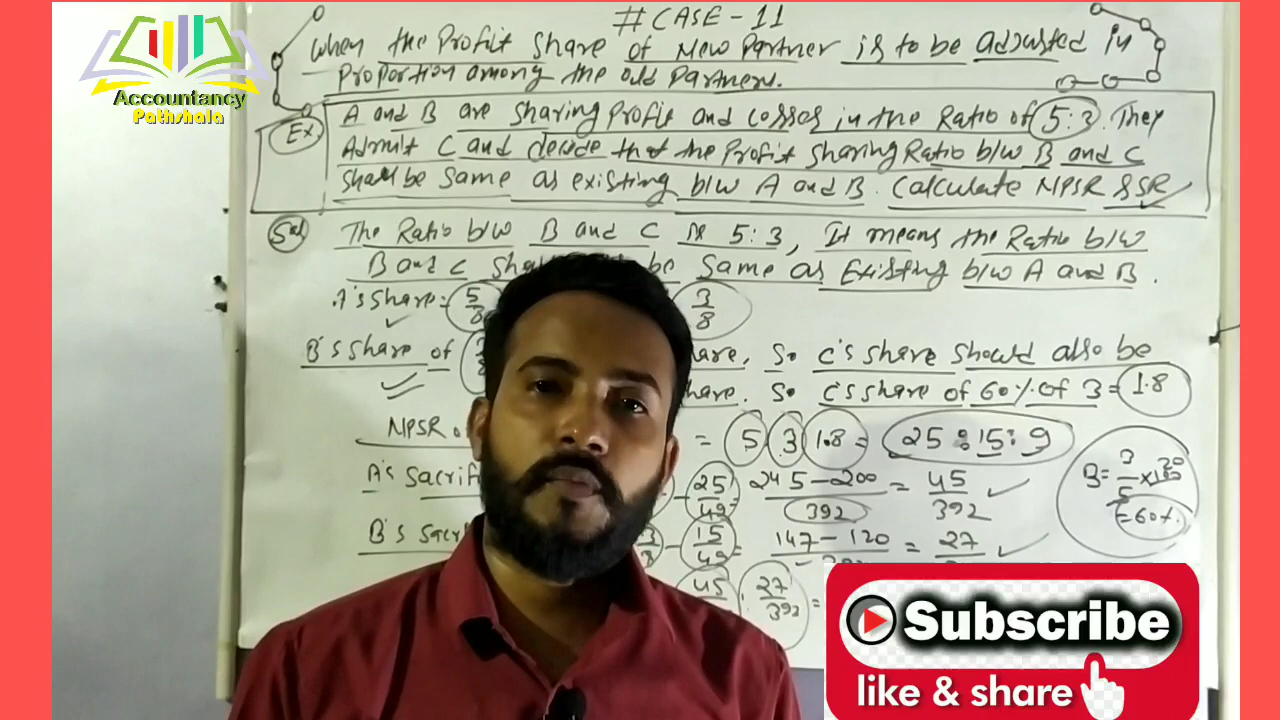 # CASE - 11
When the Profit Share of New Partner is to be Adjusted in
Proportion among the old Partners.
Accountancy
Pathshala
Ex
A and B are sharing Profit and Losses in the Ratio of 5:3. They
Admit C and decide that the Profit Sharing Ratio b/w B and C
shall be same as existing b/w A and B. Calculate NPSR & SR
Sol
The Ratio b/w B and C is 5:3, It means the Ratio b/w
B and C be Same as Existing b/w A and B.
A's Share = 5/8 3/8
B's Share of So C's share should also be
share. So C's share of 60% of 3 = 1.8
NPSR = 5 3 1.8 = 25:15:9
A's - 25/49 = 245-200/392 = 45/392
B = 3/5 × 100 20
= 60%
B's - 15/49 = 147-120 = 27
45 : 27/392 =
Subscribe
like & share